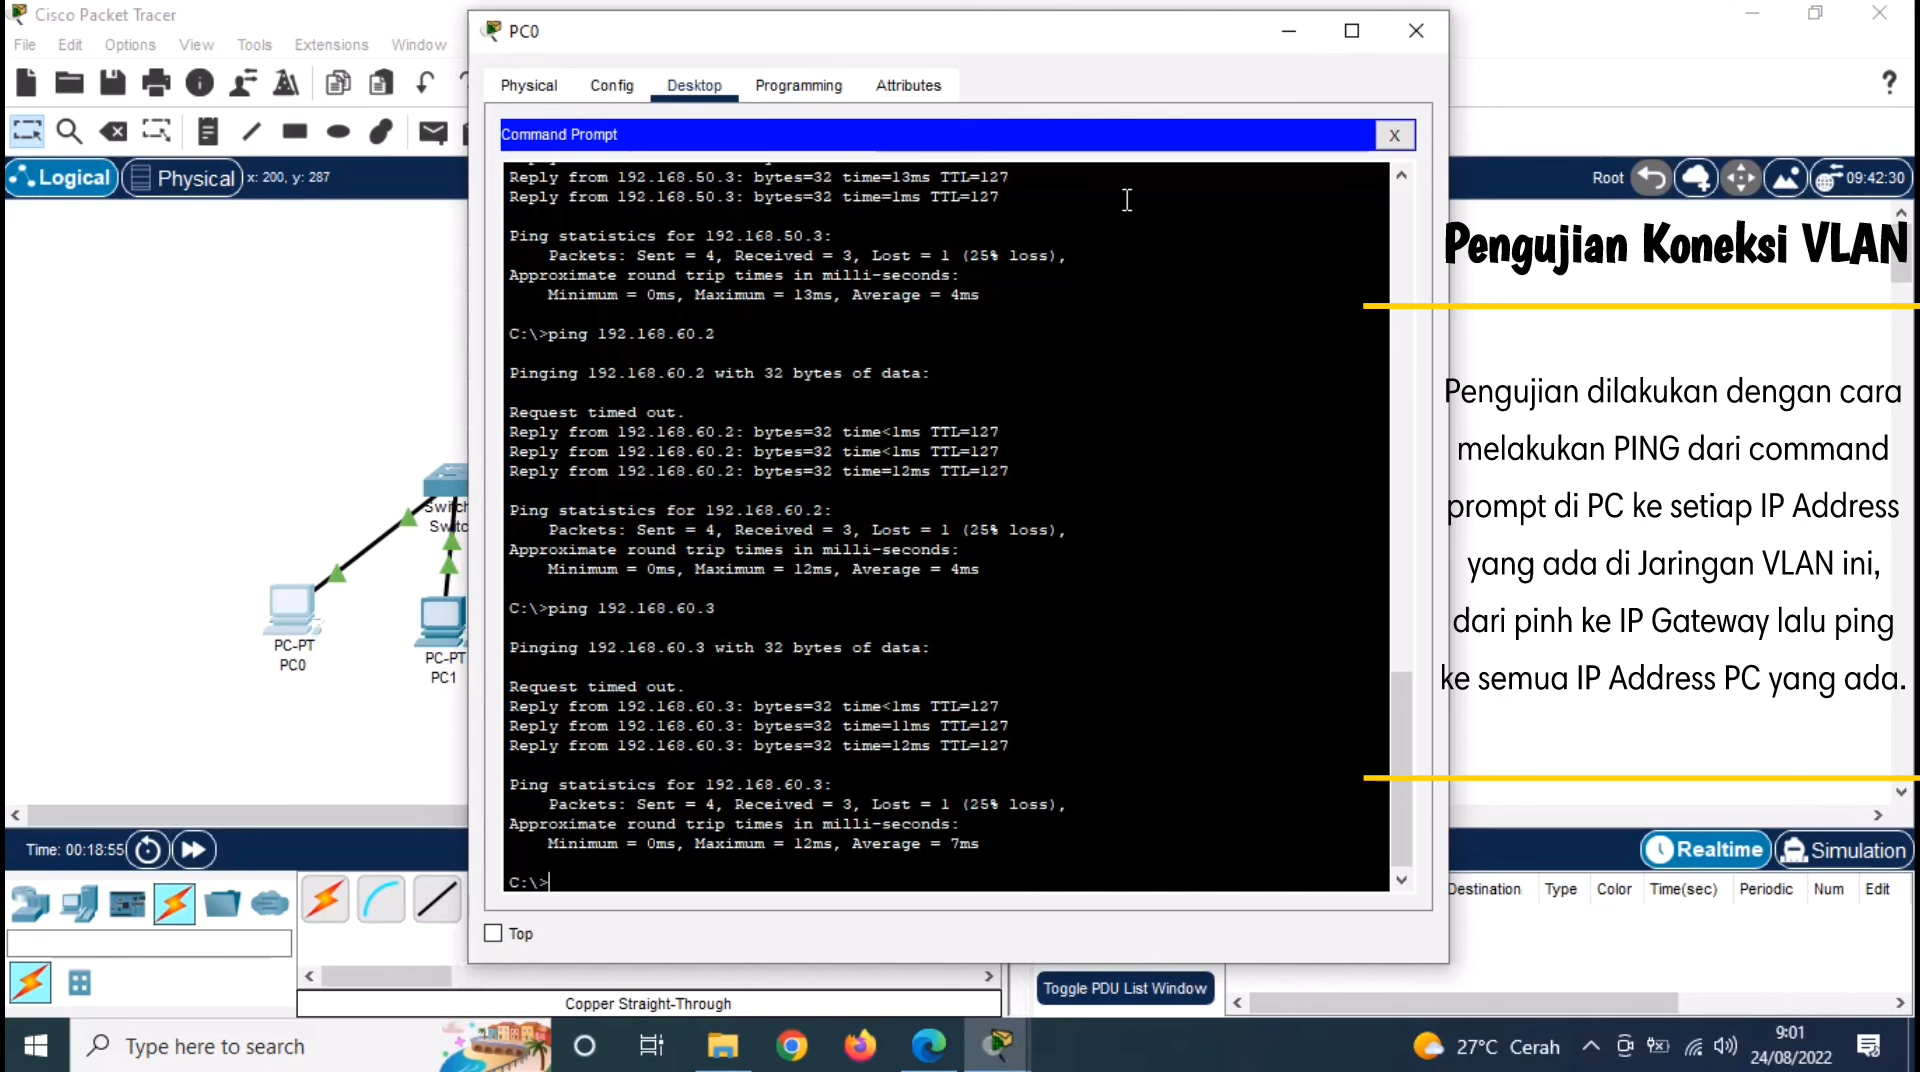 Cisco Packet Tracer
File Edit Options View Tools Extensions Window
Logical Physical x: 200, y: 287
Root 09:42:30
PC0
Physical Config Desktop Programming Attributes
Command Prompt X
Reply from 192.168.50.3: bytes=32 time=13ms TTL=127
Reply from 192.168.50.3: bytes=32 time=1ms TTL=127
Ping statistics for 192.168.50.3:
Packets: Sent = 4, Received = 3, Lost = 1 (25% loss),
Approximate round trip times in milli-seconds:
Minimum = 0ms, Maximum = 13ms, Average = 4ms
C:\>ping 192.168.60.2
Pinging 192.168.60.2 with 32 bytes of data:
Request timed out.
Reply from 192.168.60.2: bytes=32 time<1ms TTL=127
Reply from 192.168.60.2: bytes=32 time<1ms TTL=127
Reply from 192.168.60.2: bytes=32 time=12ms TTL=127
Ping statistics for 192.168.60.2:
Packets: Sent = 4, Received = 3, Lost = 1 (25% loss),
Approximate round trip times in milli-seconds:
Minimum = 0ms, Maximum = 12ms, Average = 4ms
C:\>ping 192.168.60.3
Pinging 192.168.60.3 with 32 bytes of data:
Request timed out.
Reply from 192.168.60.3: bytes=32 time<1ms TTL=127
Reply from 192.168.60.3: bytes=32 time=11ms TTL=127
Reply from 192.168.60.3: bytes=32 time=12ms TTL=127
Ping statistics for 192.168.60.3:
Packets: Sent = 4, Received = 3, Lost = 1 (25% loss),
Approximate round trip times in milli-seconds:
Minimum = 0ms, Maximum = 12ms, Average = 7ms
C:\>
Top
Pengujian Koneksi VLAN
Pengujian dilakukan dengan cara
melakukan PING dari command
prompt di PC ke setiap IP Address
yang ada di Jaringan VLAN ini,
dari pinh ke IP Gateway lalu ping
ke semua IP Address PC yang ada.
PC-PT
PC0
PC-PT
PC1
Time: 00:18:55
Realtime Simulation
Destination Type Color Time(sec) Periodic Num Edit
Toggle PDU List Window
Copper Straight-Through
Type here to search
27°C Cerah
9:01
24/08/2022